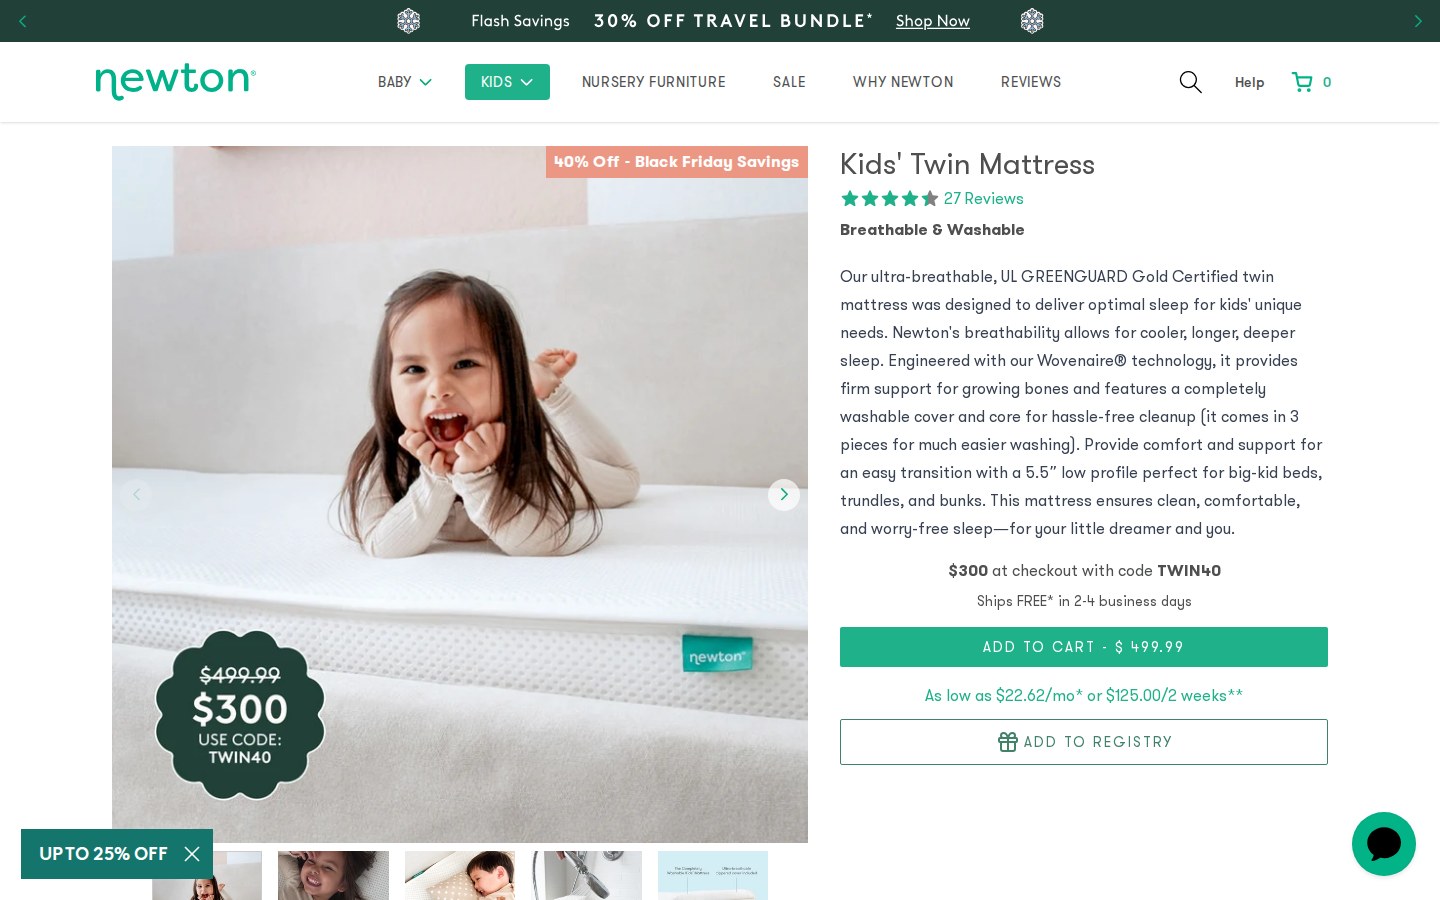 Flash Savings 30% OFF TRAVEL BUNDLE* Shop Now
newton®
BABY
KIDS
NURSERY FURNITURE
SALE
WHY NEWTON
REVIEWS
Help
0
40% Off - Black Friday Savings
newton
$499.99
$300
USE CODE:
TWIN40
UP TO 25% OFF
Kids' Twin Mattress
27 Reviews
Breathable & Washable
Our ultra-breathable, UL GREENGUARD Gold Certified twin
mattress was designed to deliver optimal sleep for kids' unique
needs. Newton's breathability allows for cooler, longer, deeper
sleep. Engineered with our Wovenaire® technology, it provides
firm support for growing bones and features a completely
washable cover and core for hassle-free cleanup (it comes in 3
pieces for much easier washing). Provide comfort and support for
an easy transition with a 5.5” low profile perfect for big-kid beds,
trundles, and bunks. This mattress ensures clean, comfortable,
and worry-free sleep—for your little dreamer and you.
$300 at checkout with code TWIN40
Ships FREE* in 2-4 business days
ADD TO CART - $ 499.99
As low as $22.62/mo* or $125.00/2 weeks**
ADD TO REGISTRY